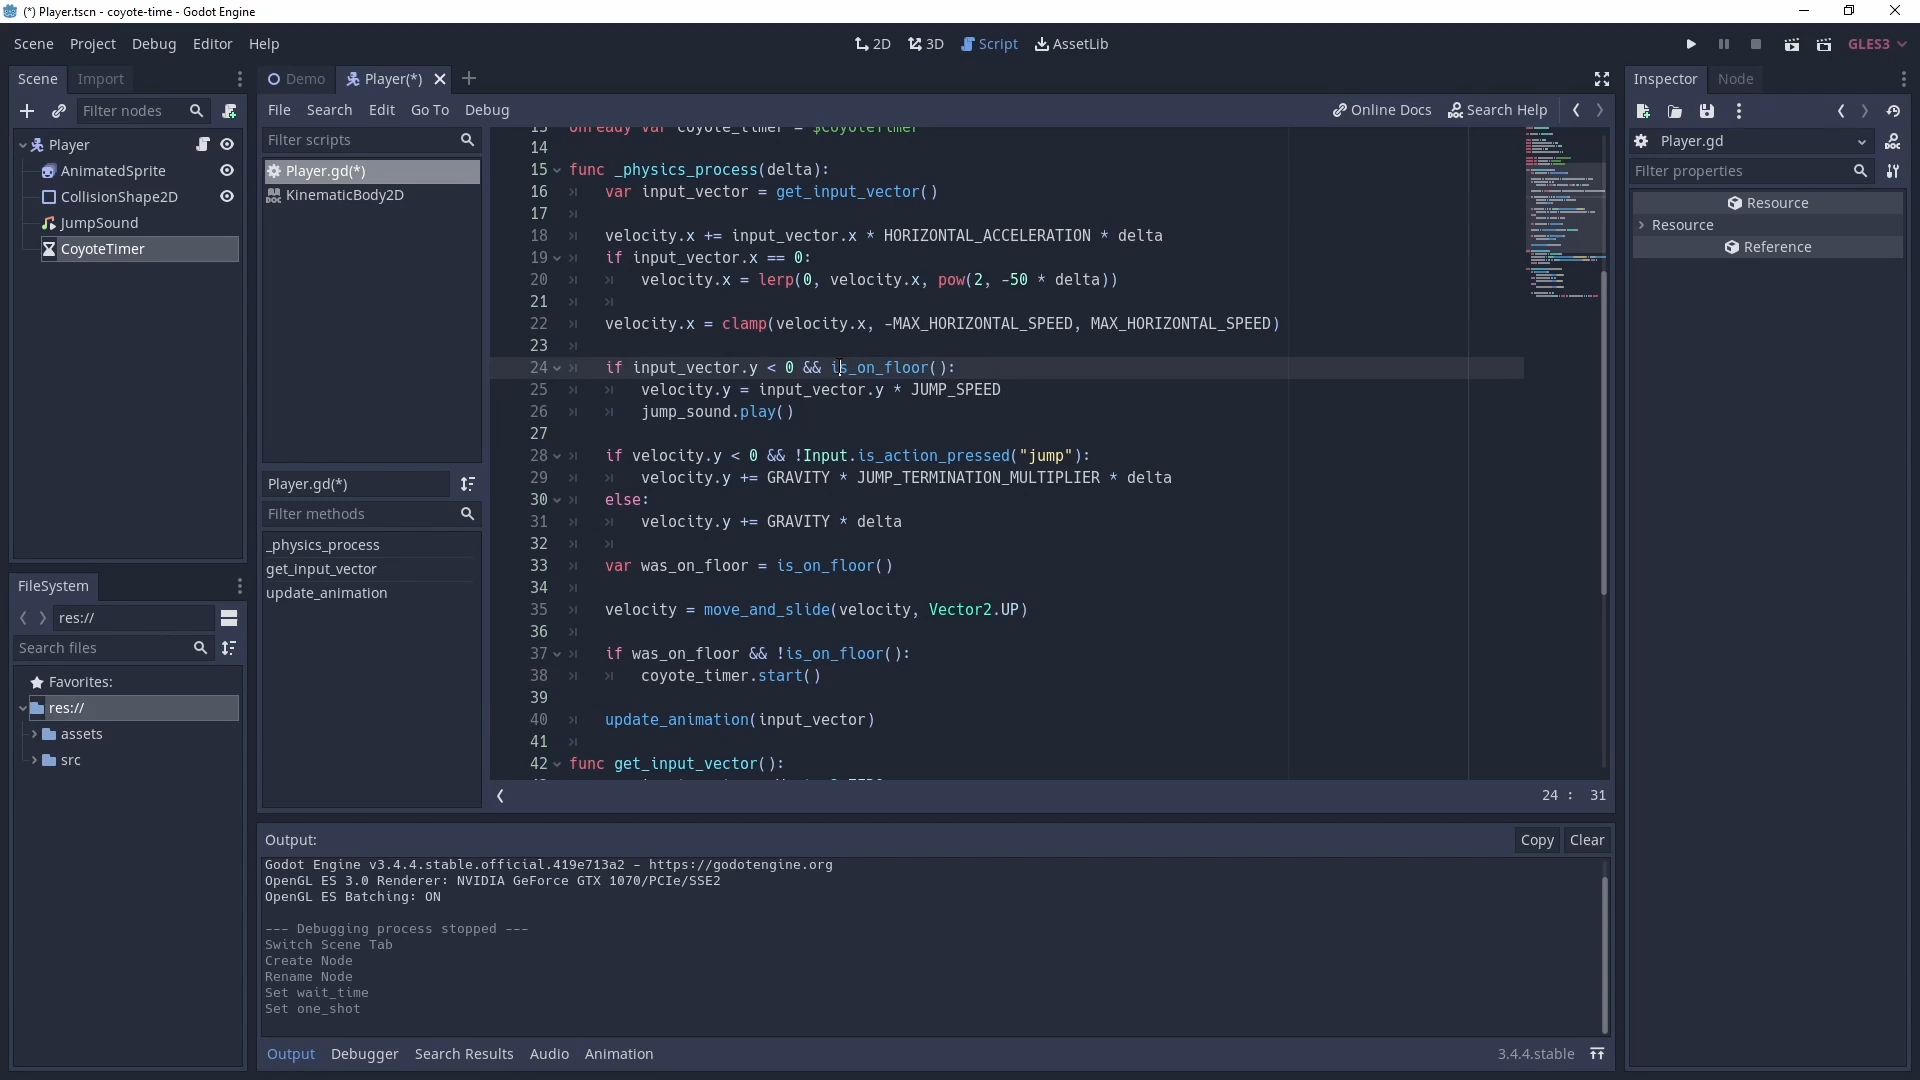 (*) Player.tscn - coyote-time - Godot Engine
Scene Project Debug Editor Help
2D 3D Script AssetLib
GLES3
Scene Import
Filter nodes
Player
AnimatedSprite
CollisionShape2D
JumpSound
CoyoteTimer
FileSystem
res://
Search files
Favorites:
res://
assets
src
Demo Player(*)
File Search Edit Go To Debug
Online Docs Search Help
Filter scripts
Player.gd(*)
KinematicBody2D
Player.gd(*)
Filter methods
_physics_process
get_input_vector
update_animation
13 onready var coyote_timer = $CoyoteTimer
14
15 func _physics_process(delta):
16 var input_vector = get_input_vector()
17
18 velocity.x += input_vector.x * HORIZONTAL_ACCELERATION * delta
19 if input_vector.x == 0:
20 velocity.x = lerp(0, velocity.x, pow(2, -50 * delta))
21
22 velocity.x = clamp(velocity.x, -MAX_HORIZONTAL_SPEED, MAX_HORIZONTAL_SPEED)
23
24 if input_vector.y < 0 && is_on_floor():
25 velocity.y = input_vector.y * JUMP_SPEED
26 jump_sound.play()
27
28 if velocity.y < 0 && !Input.is_action_pressed("jump"):
29 velocity.y += GRAVITY * JUMP_TERMINATION_MULTIPLIER * delta
30 else:
31 velocity.y += GRAVITY * delta
32
33 var was_on_floor = is_on_floor()
34
35 velocity = move_and_slide(velocity, Vector2.UP)
36
37 if was_on_floor && !is_on_floor():
38 coyote_timer.start()
39
40 update_animation(input_vector)
41
42 func get_input_vector():
24 : 31
Output:
Copy Clear
Godot Engine v3.4.4.stable.official.419e713a2 - https://godotengine.org
OpenGL ES 3.0 Renderer: NVIDIA GeForce GTX 1070/PCIe/SSE2
OpenGL ES Batching: ON
--- Debugging process stopped ---
Switch Scene Tab
Create Node
Rename Node
Set wait_time
Set one_shot
Output Debugger Search Results Audio Animation
3.4.4.stable
Inspector Node
Player.gd
Filter properties
Resource
Resource
Reference